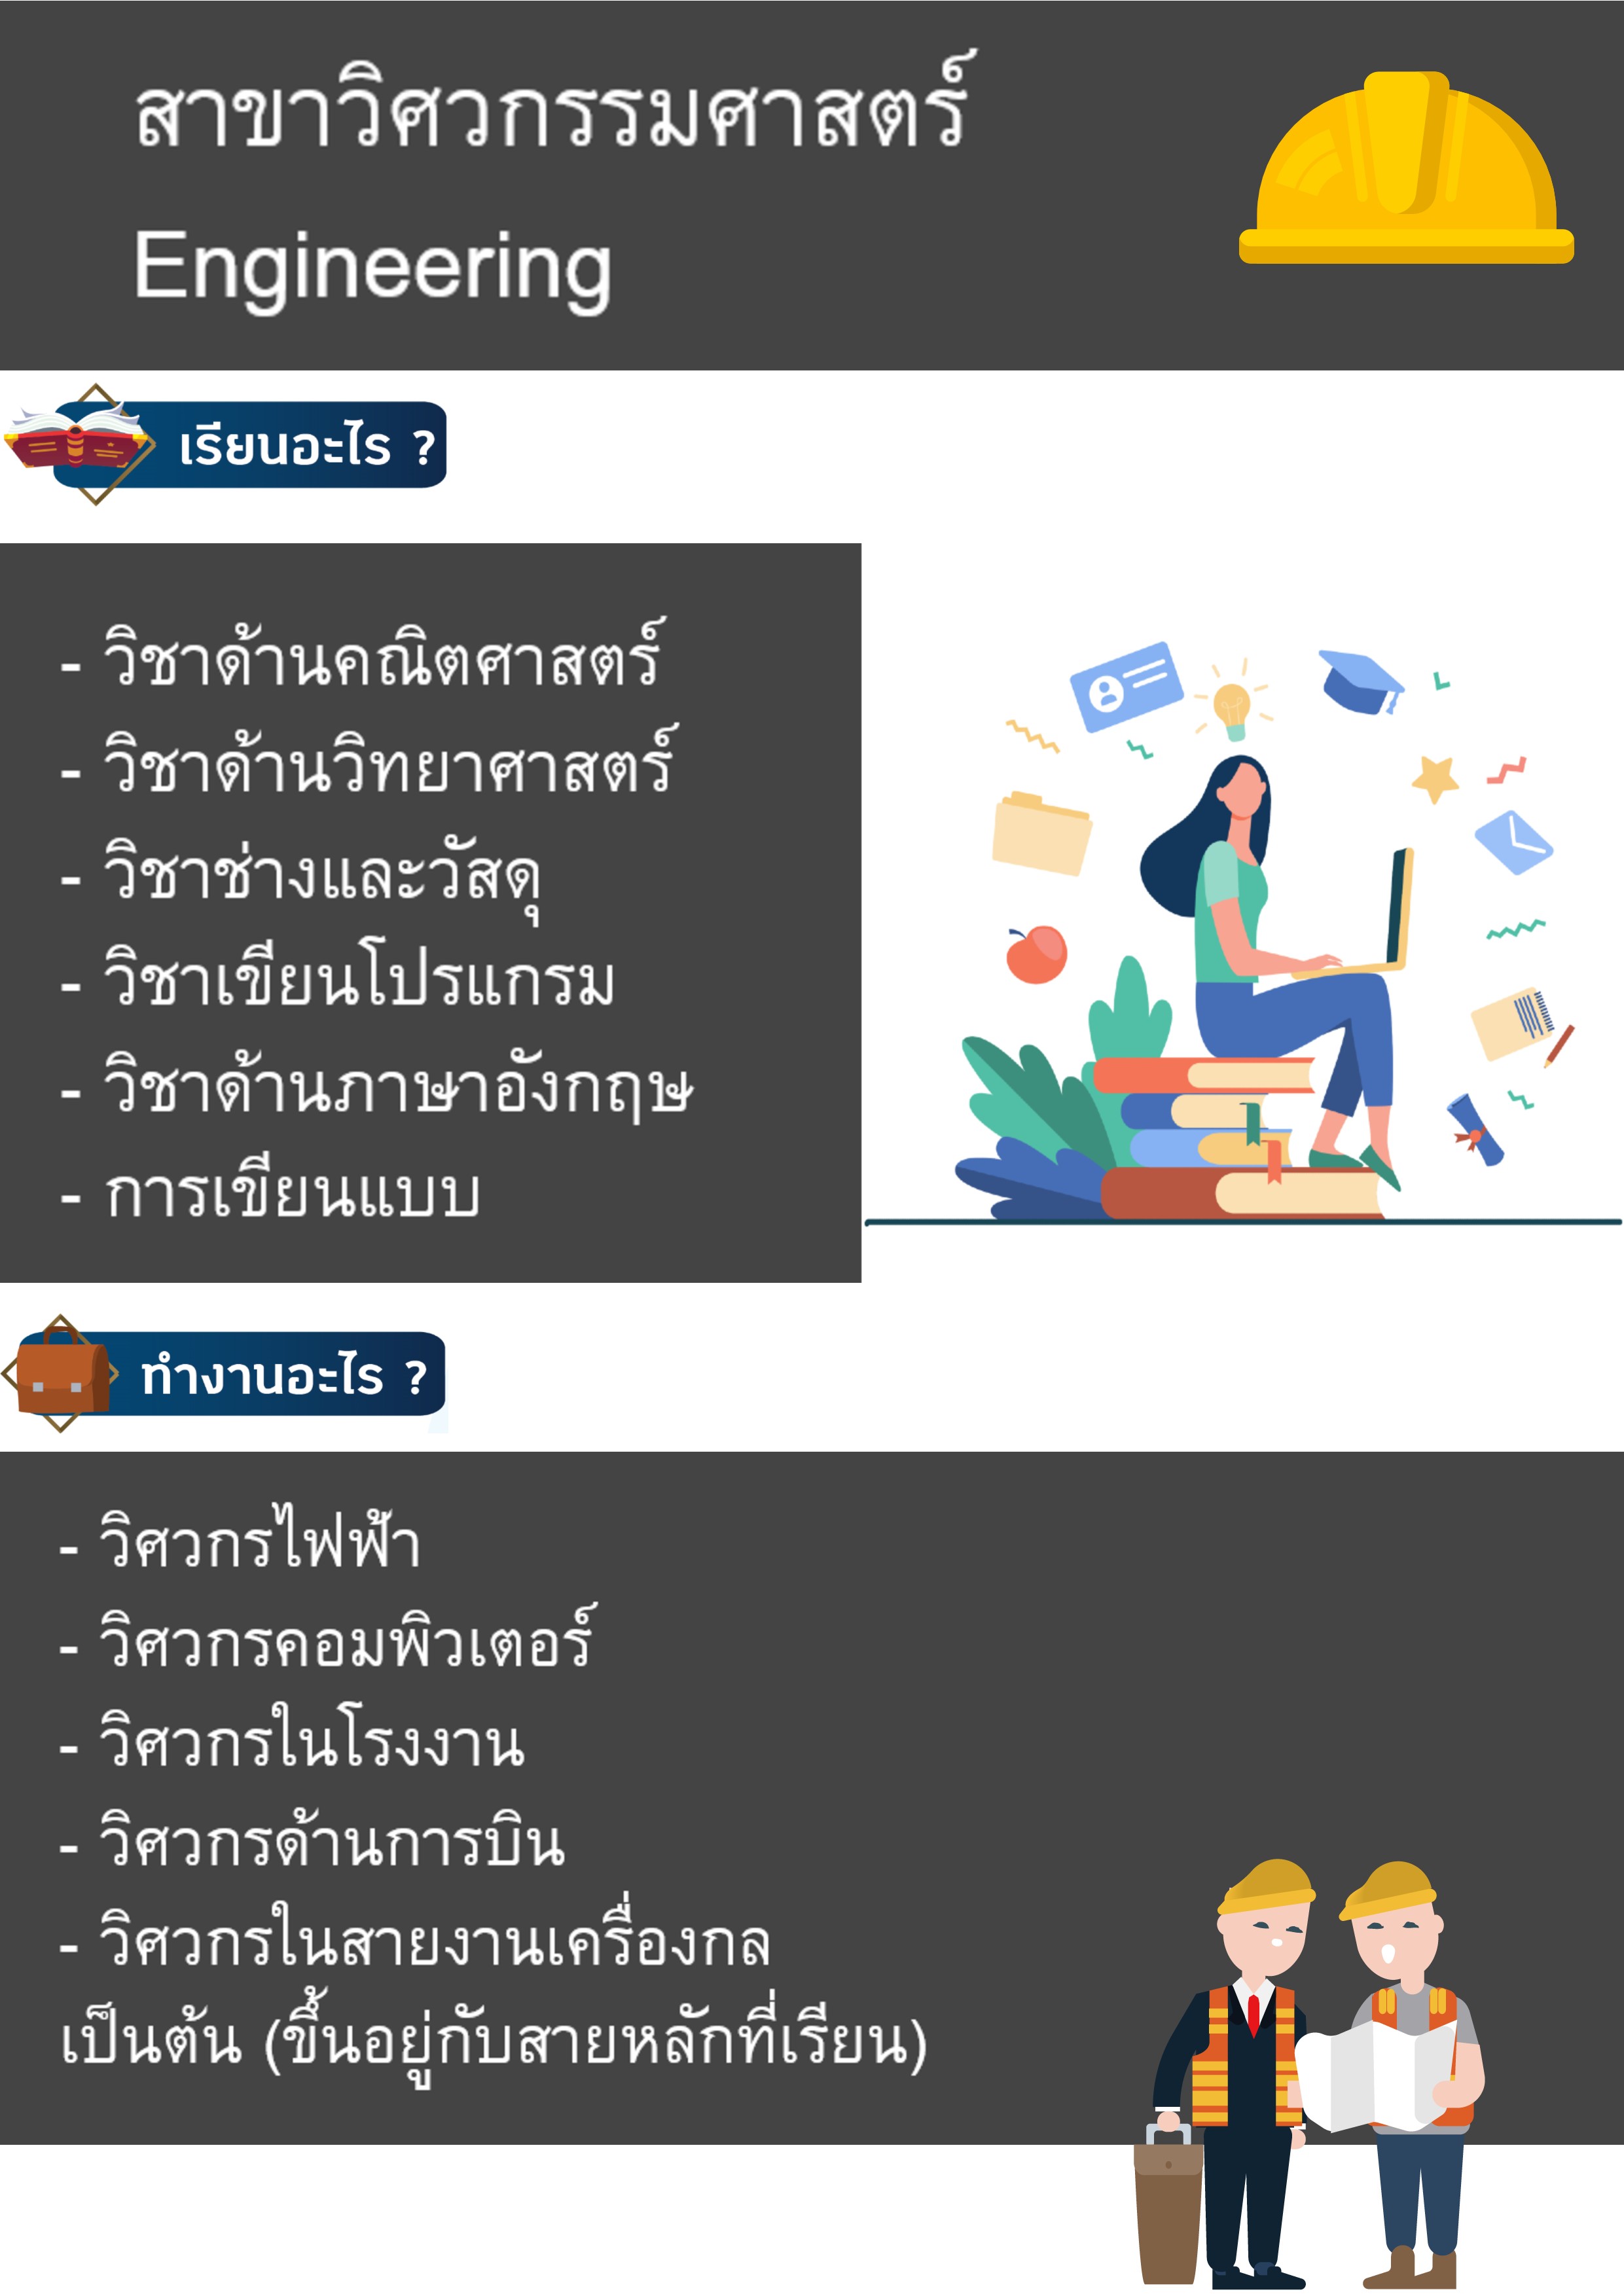 สาขาวิศวกรรมศาสตร์
Engineering
เรียนอะไร ?
- วิชาด้านคณิตศาสตร์
- วิชาด้านวิทยาศาสตร์
- วิชาช่างและวัสดุ
- วิชาเขียนโปรแกรม
- วิชาด้านภาษาอังกฤษ
- การเขียนแบบ
ทำงานอะไร ?
- วิศวกรไฟฟ้า
- วิศวกรคอมพิวเตอร์
- วิศวกรในโรงงาน
- วิศวกรด้านการบิน
- วิศวกรในสายงานเครื่องกล
เป็นต้น (ขึ้นอยู่กับสายหลักที่เรียน)